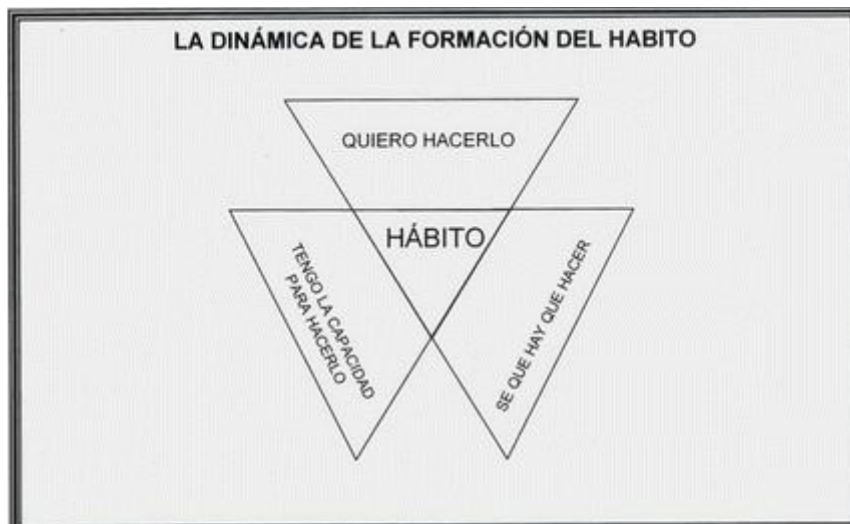 LA DINÁMICA DE LA FORMACIÓN DEL HABITO
QUIERO HACERLO
HÁBITO
TENGO LA CAPACIDAD
PARA HACERLO
SE QUE HAY QUE HACER